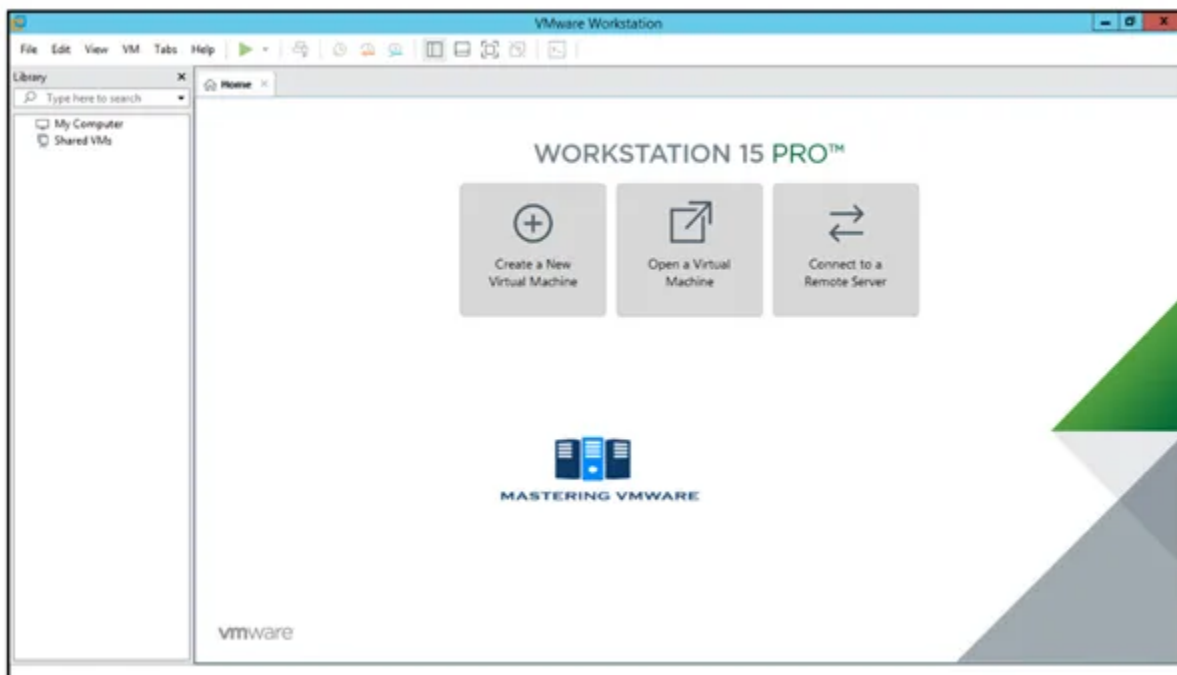 VMware Workstation
File Edit View VM Tabs Help
Library
Home
Type here to search
My Computer
Shared VMs
WORKSTATION 15 PRO™
Create a New
Virtual Machine
Open a Virtual
Machine
Connect to a
Remote Server
MASTERING VMWARE
vmware